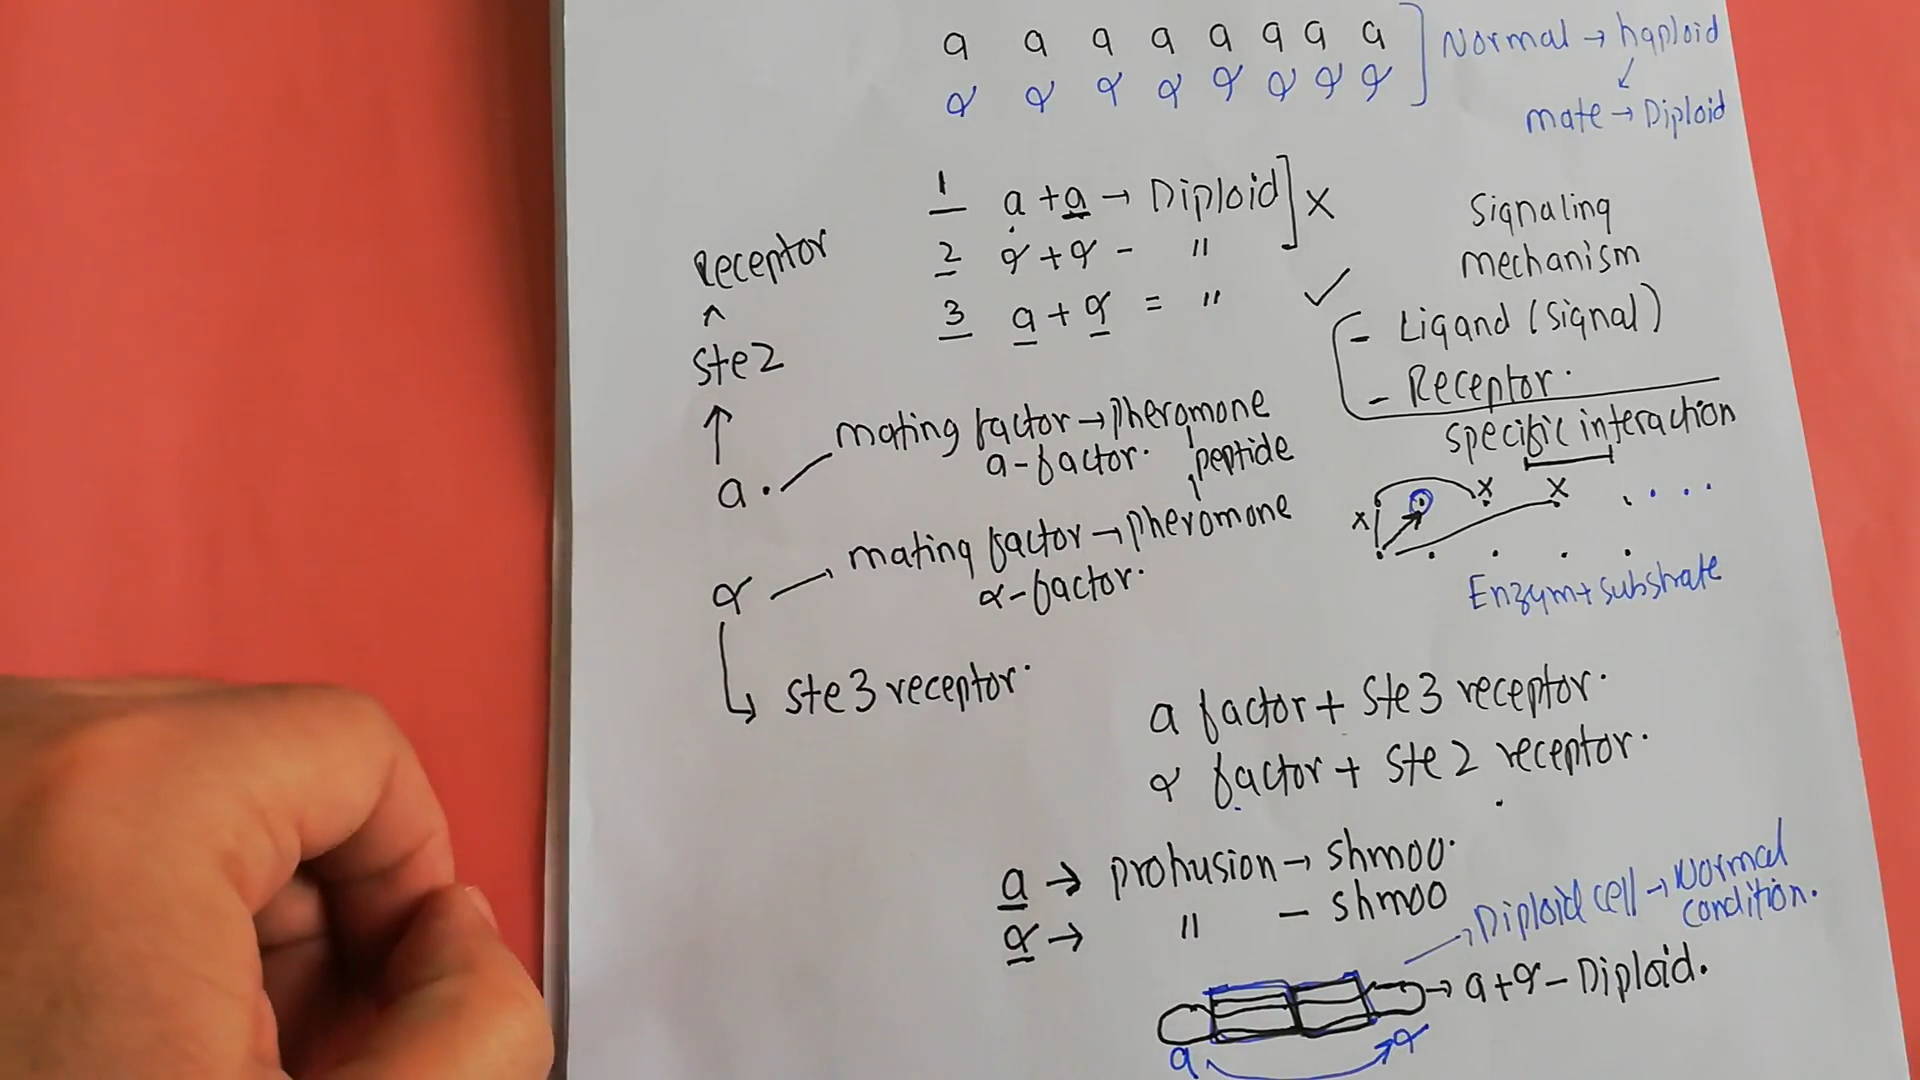 a a a a a a a a
α α α α α α α α
Normal → haploid
mate → Diploid
1 a + a → Diploid ] x
2 α + α - "
3 a + α = " ✓
Receptor
Ste2
a
mating factor → pheromone
a-factor.
peptide
mating factor → pheromone
α-factor.
α
Ste3 receptor.
Signaling
mechanism
- Ligand (signal)
- Receptor.
specific interaction
x x x
Enzym + substrate
a factor + Ste3 receptor.
α factor + Ste2 receptor.
a → prohusion → shmoo.
α → " - shmoo
→ Diploid cell → Normal
condition.
→ a+α - Diploid.
a α